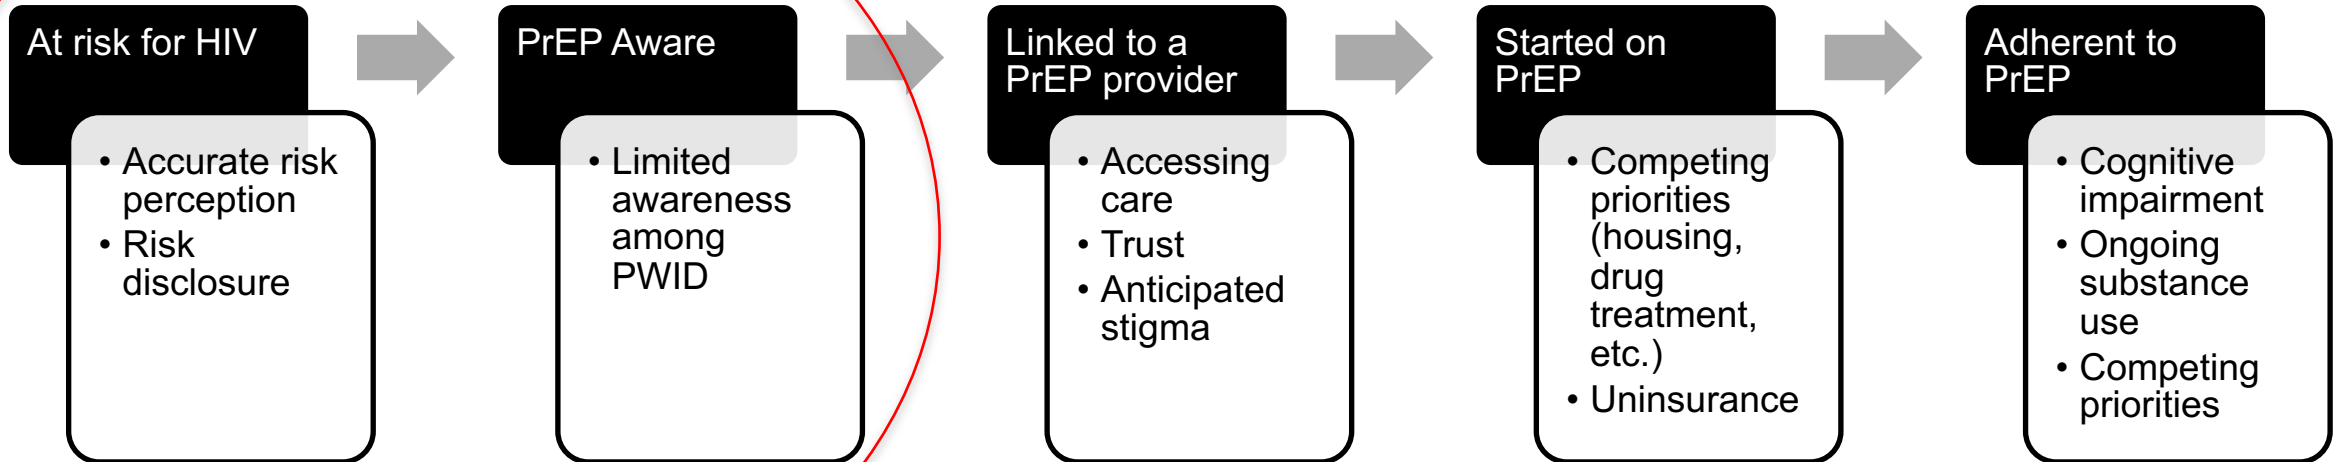 At risk for HIV
• Accurate risk
perception
• Risk
disclosure
PrEP Aware
• Limited
awareness
among
PWID
Linked to a
PrEP provider
• Accessing
care
• Trust
• Anticipated
stigma
Started on
PrEP
• Competing
priorities
(housing,
drug
treatment,
etc.)
• Uninsurance
Adherent to
PrEP
• Cognitive
impairment
• Ongoing
substance
use
• Competing
priorities